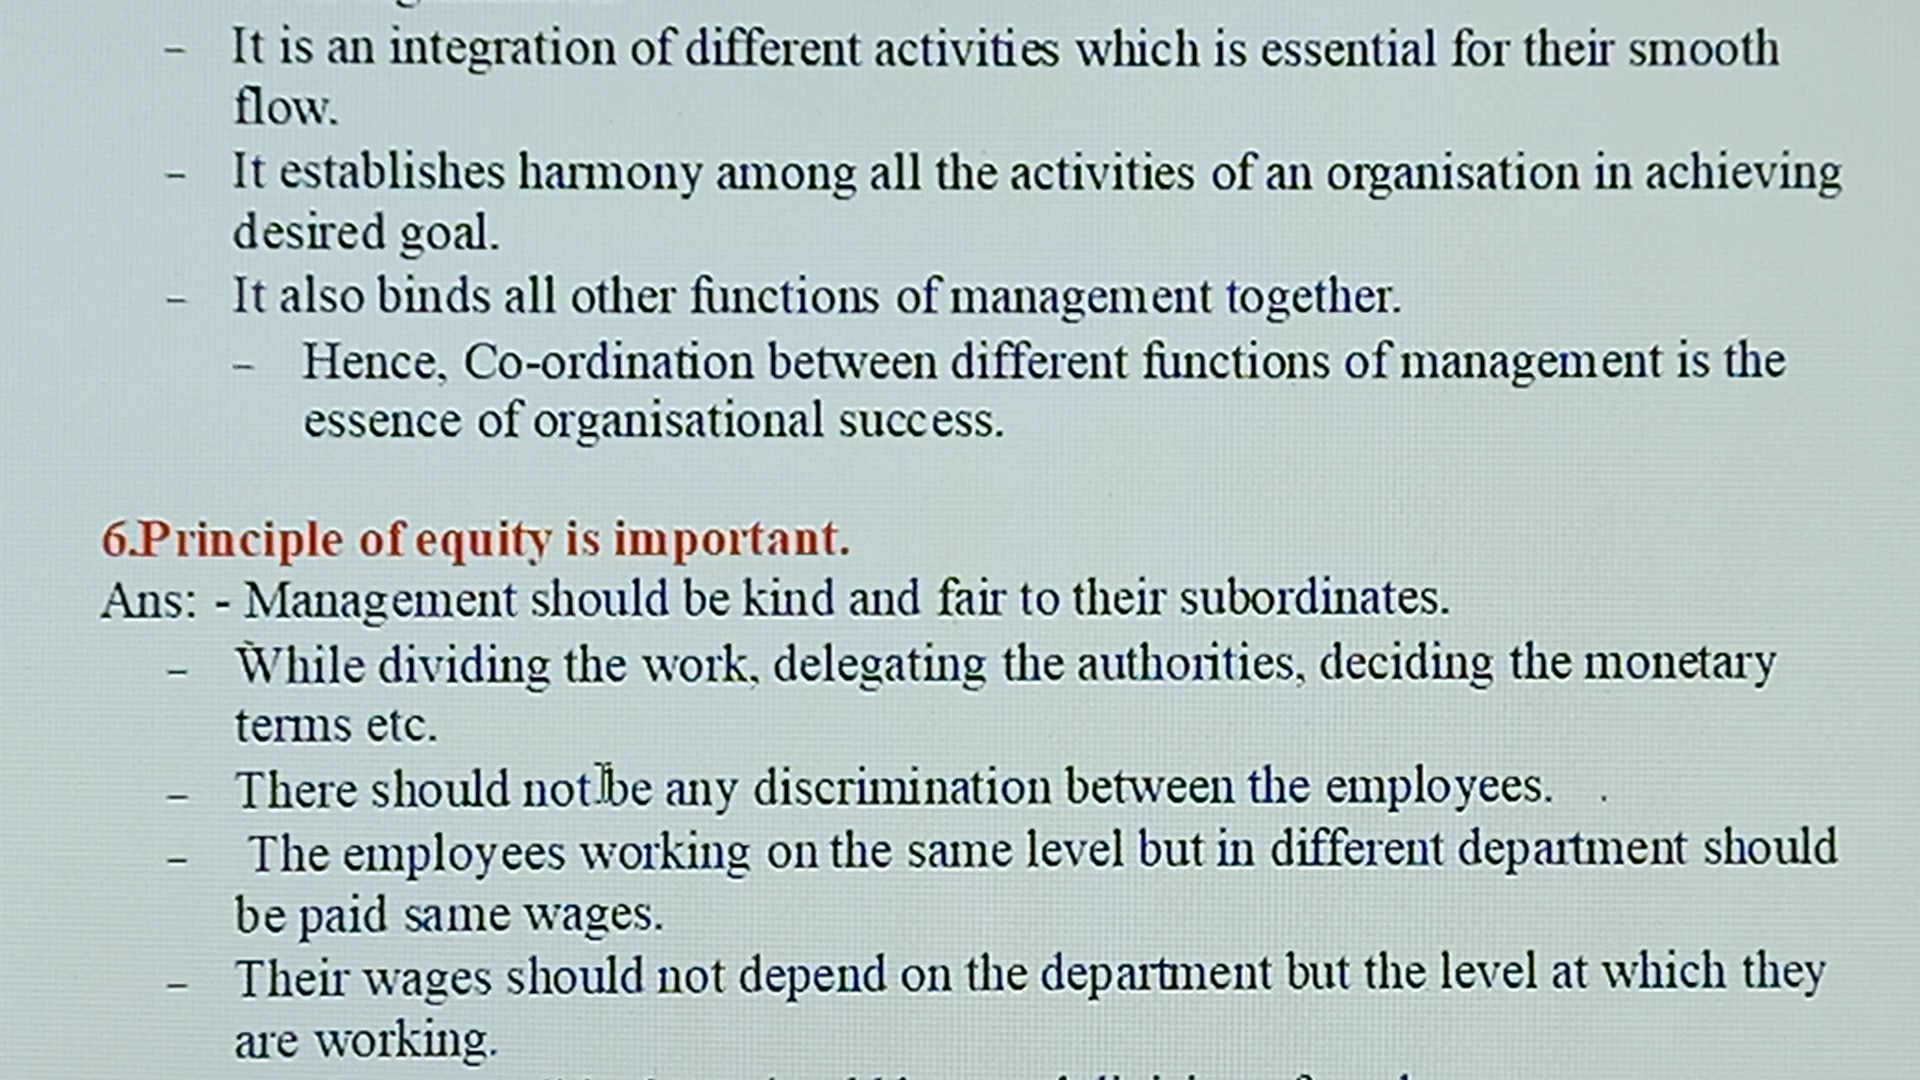 - It is an integration of different activities which is essential for their smooth
flow.
- It establishes harmony among all the activities of an organisation in achieving
desired goal.
- It also binds all other functions of management together.
- Hence, Co-ordination between different functions of management is the
essence of organisational success.
6.Principle of equity is important.
Ans: - Management should be kind and fair to their subordinates.
- While dividing the work, delegating the authorities, deciding the monetary
terms etc.
- There should not be any discrimination between the employees.
- The employees working on the same level but in different department should
be paid same wages.
- Their wages should not depend on the department but the level at which they
are working.